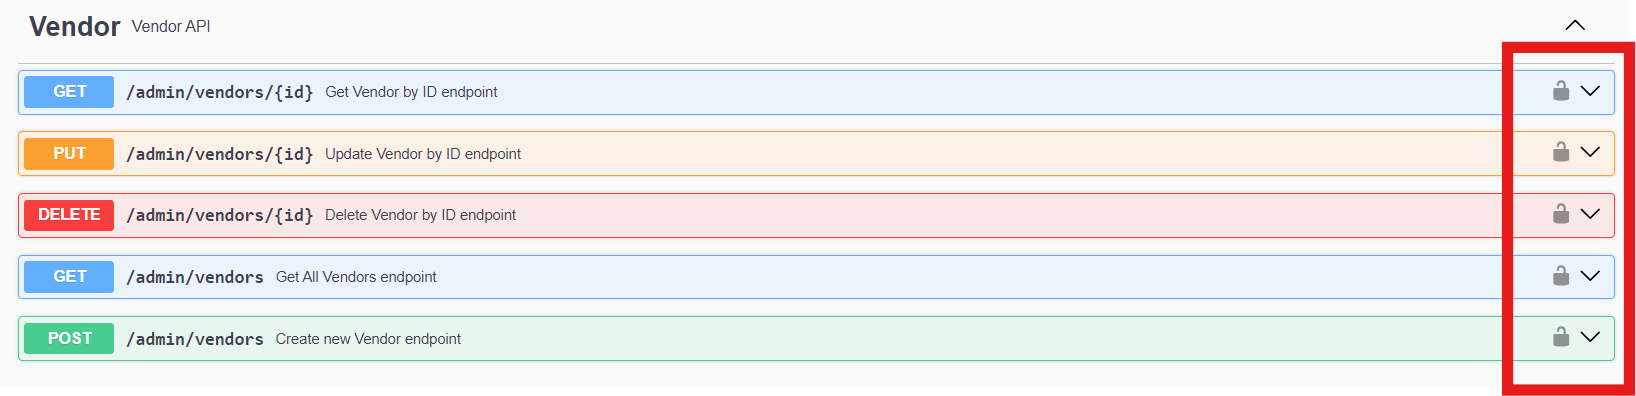 Vendor Vendor API
GET /admin/vendors/{id} Get Vendor by ID endpoint
PUT /admin/vendors/{id} Update Vendor by ID endpoint
DELETE /admin/vendors/{id} Delete Vendor by ID endpoint
GET /admin/vendors Get All Vendors endpoint
POST /admin/vendors Create new Vendor endpoint